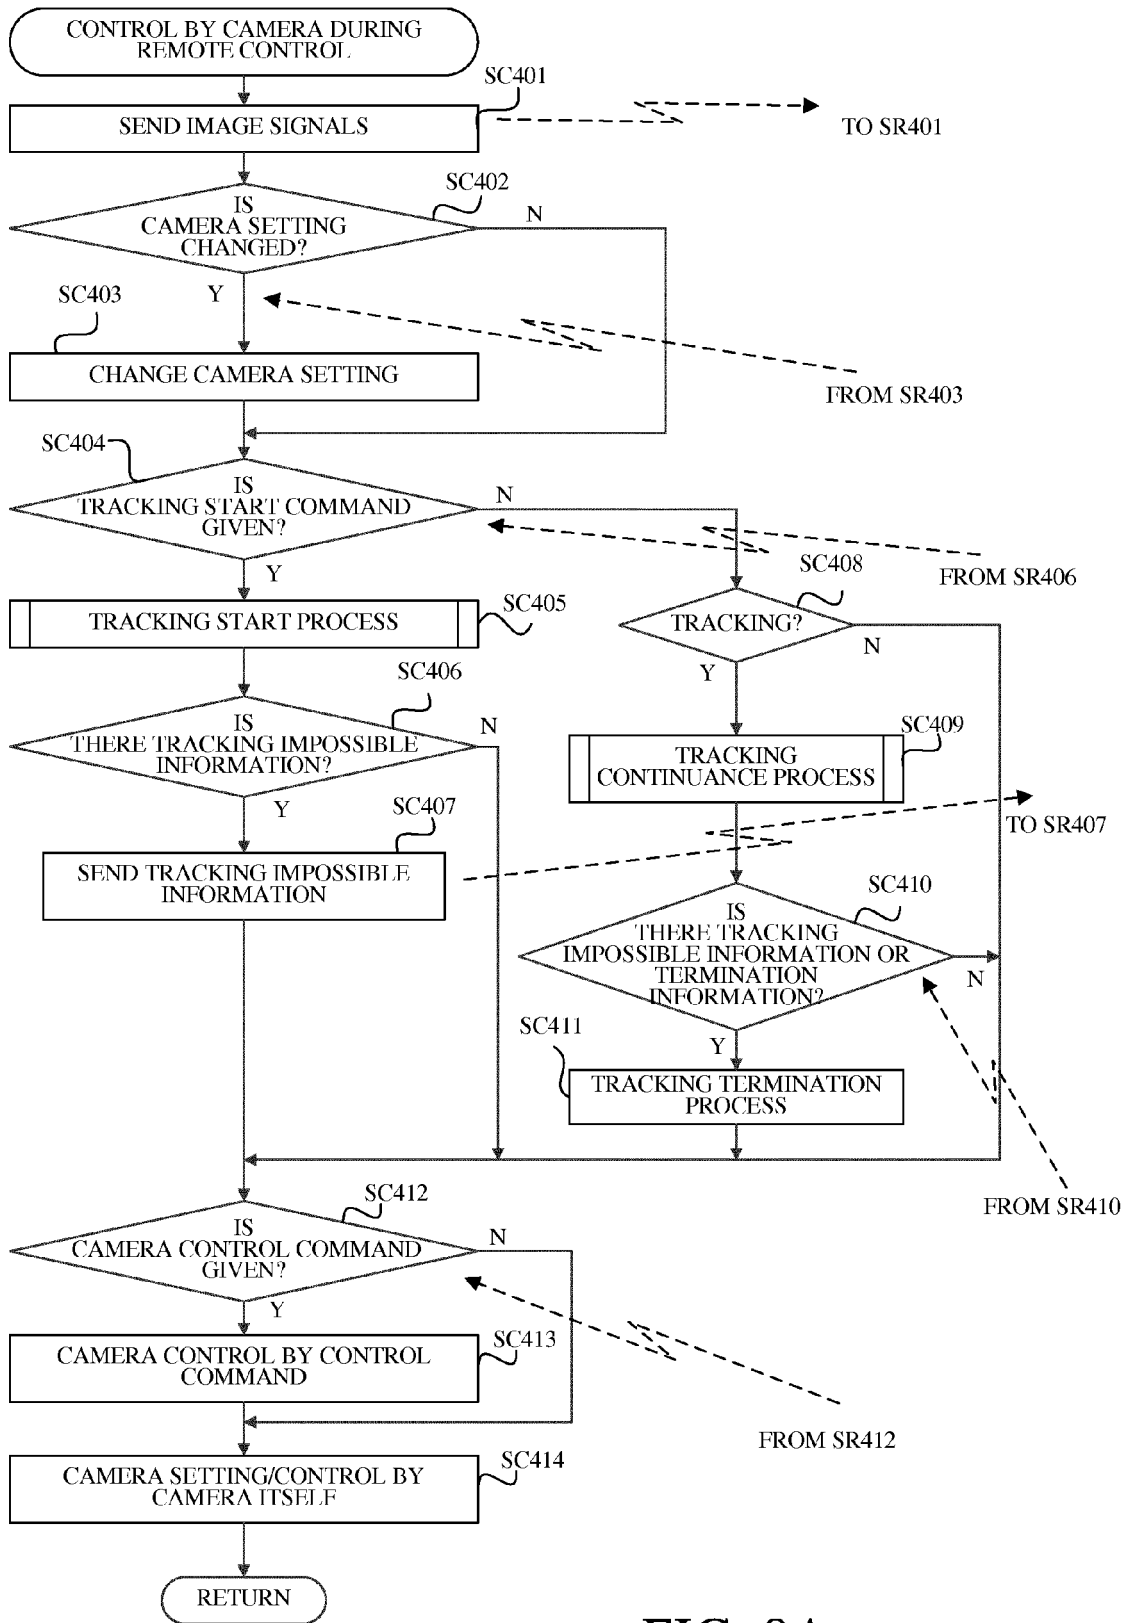 CONTROL BY CAMERA DURING
REMOTE CONTROL
SC401
SEND IMAGE SIGNALS
TO SR401
SC402
IS
CAMERA SETTING
CHANGED?
N
Y
SC403
CHANGE CAMERA SETTING
FROM SR403
SC404
IS
TRACKING START COMMAND
GIVEN?
N
Y
FROM SR406
SC405
TRACKING START PROCESS
SC408
TRACKING?
N
Y
SC406
IS
THERE TRACKING IMPOSSIBLE
INFORMATION?
N
Y
SC409
TRACKING
CONTINUANCE PROCESS
SC407
SEND TRACKING IMPOSSIBLE
INFORMATION
TO SR407
SC410
IS
THERE TRACKING
IMPOSSIBLE INFORMATION OR
TERMINATION
INFORMATION?
N
Y
FROM SR410
SC411
TRACKING TERMINATION
PROCESS
SC412
IS
CAMERA CONTROL COMMAND
GIVEN?
N
Y
FROM SR412
SC413
CAMERA CONTROL BY CONTROL
COMMAND
SC414
CAMERA SETTING/CONTROL BY
CAMERA ITSELF
RETURN